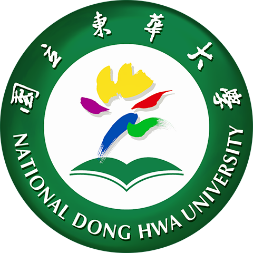 國立東華大學
NATIONAL DONG HWA UNIVERSITY